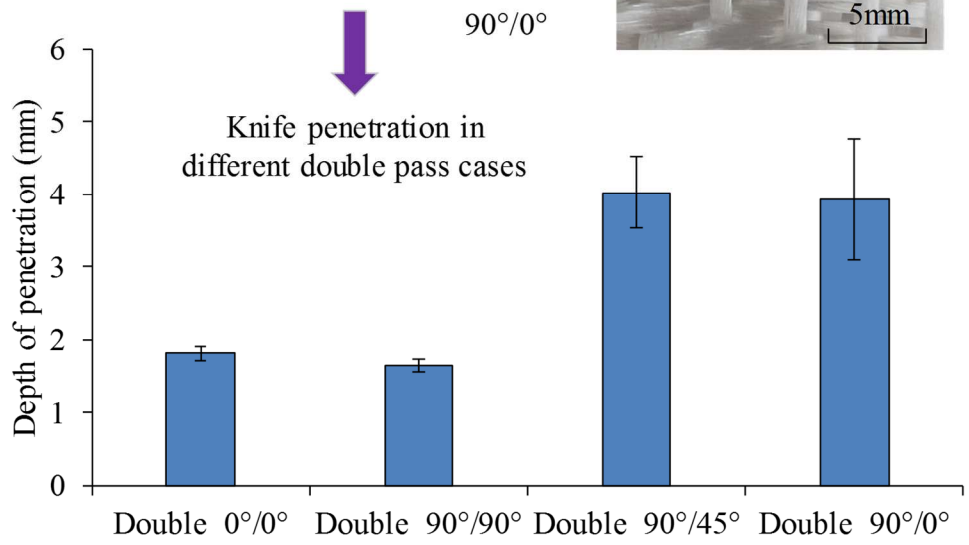 90°/0°
5mm
Knife penetration in
different double pass cases
Depth of penetration (mm)
6
5
4
3
2
1
0
Double 0°/0° Double 90°/90° Double 90°/45° Double 90°/0°